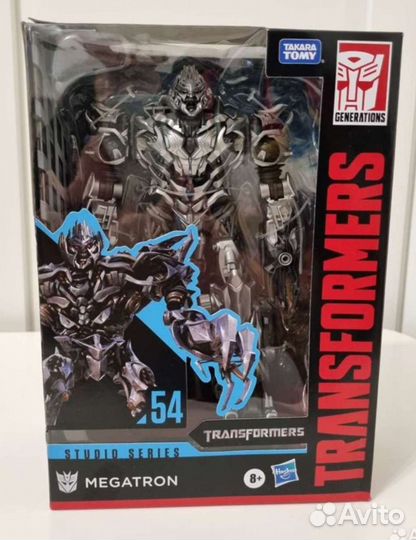 TAKARA
TOMY
GENERATIONS
TRANSFORMERS
54
TRANSFORMERS
STUDIO SERIES
MEGATRON
8+
Hasbro
Avito